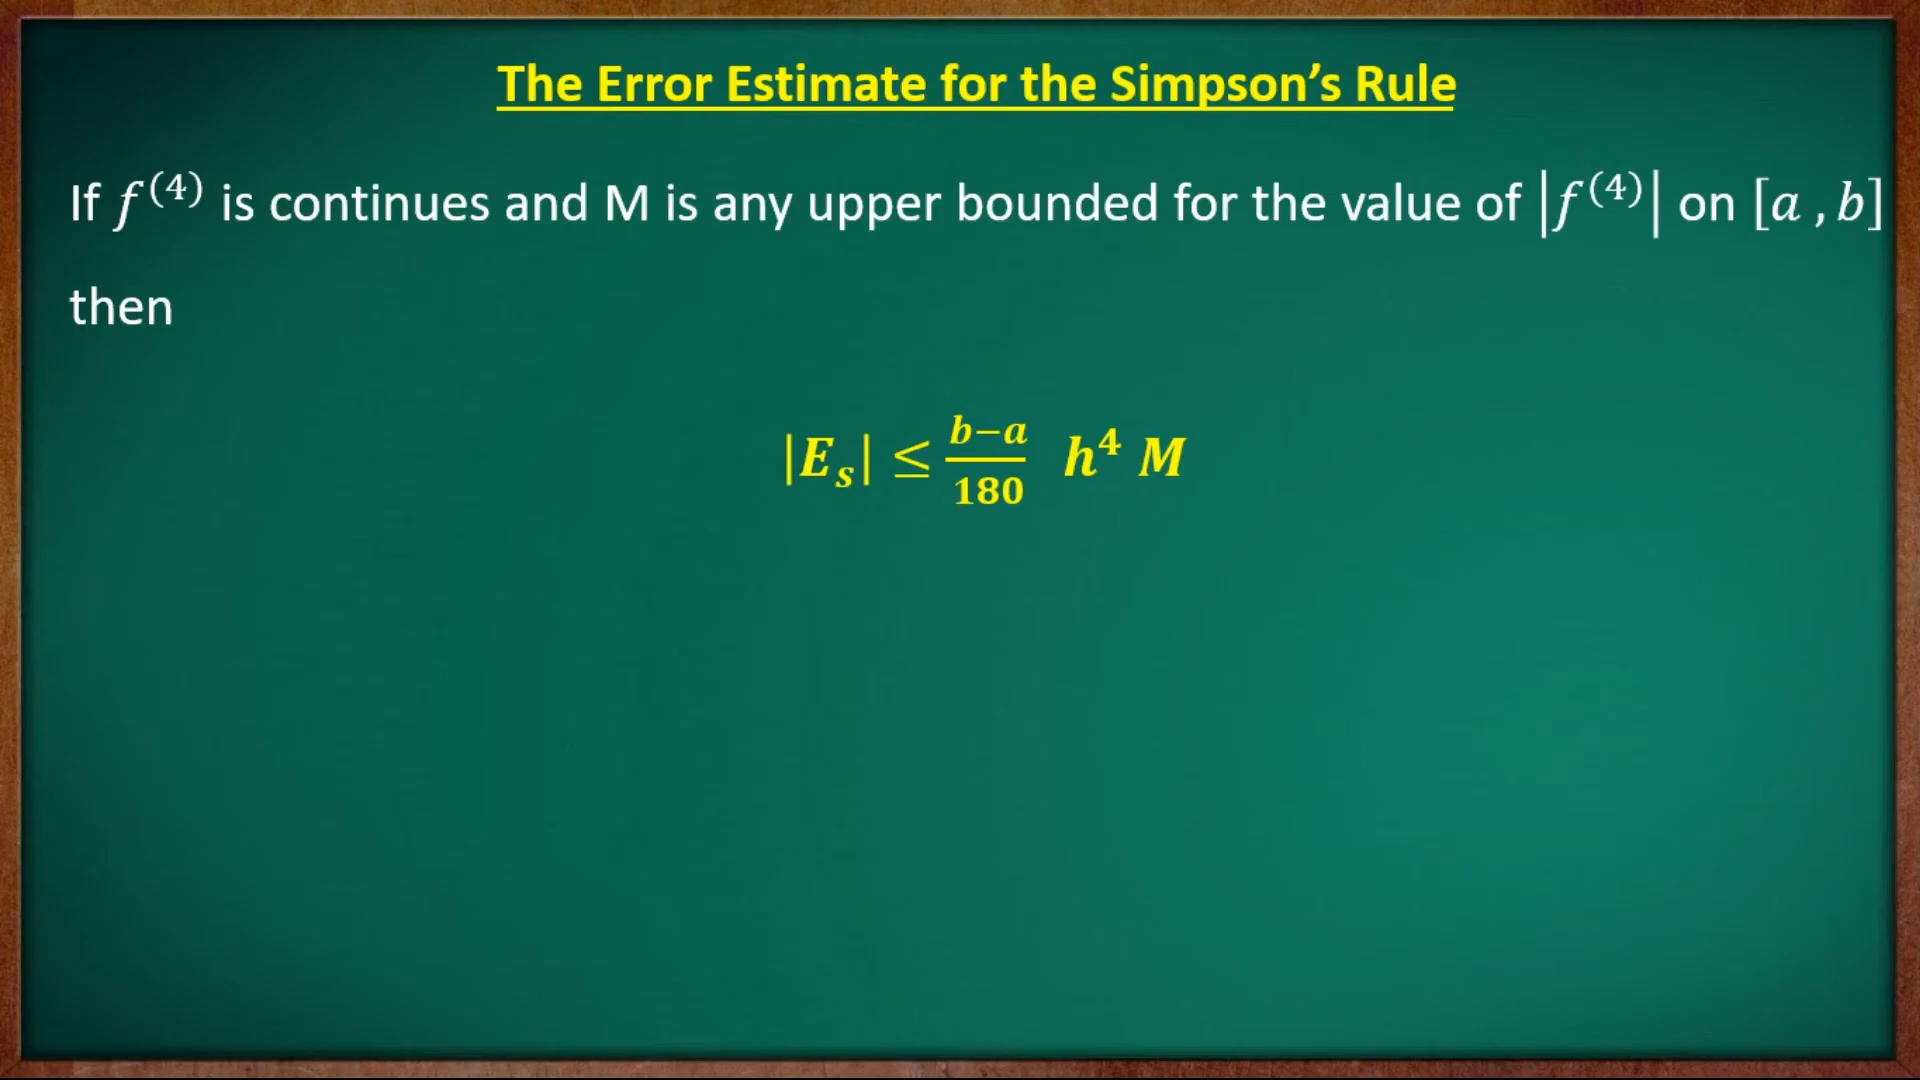 The Error Estimate for the Simpson’s Rule
If 𝑓⁽⁴⁾ is continues and M is any upper bounded for the value of |𝑓⁽⁴⁾| on [𝑎 , 𝑏]
then
|𝑬ₛ| ≤ (𝒃−𝒂)/𝟏𝟖𝟎 𝒉⁴ 𝑴